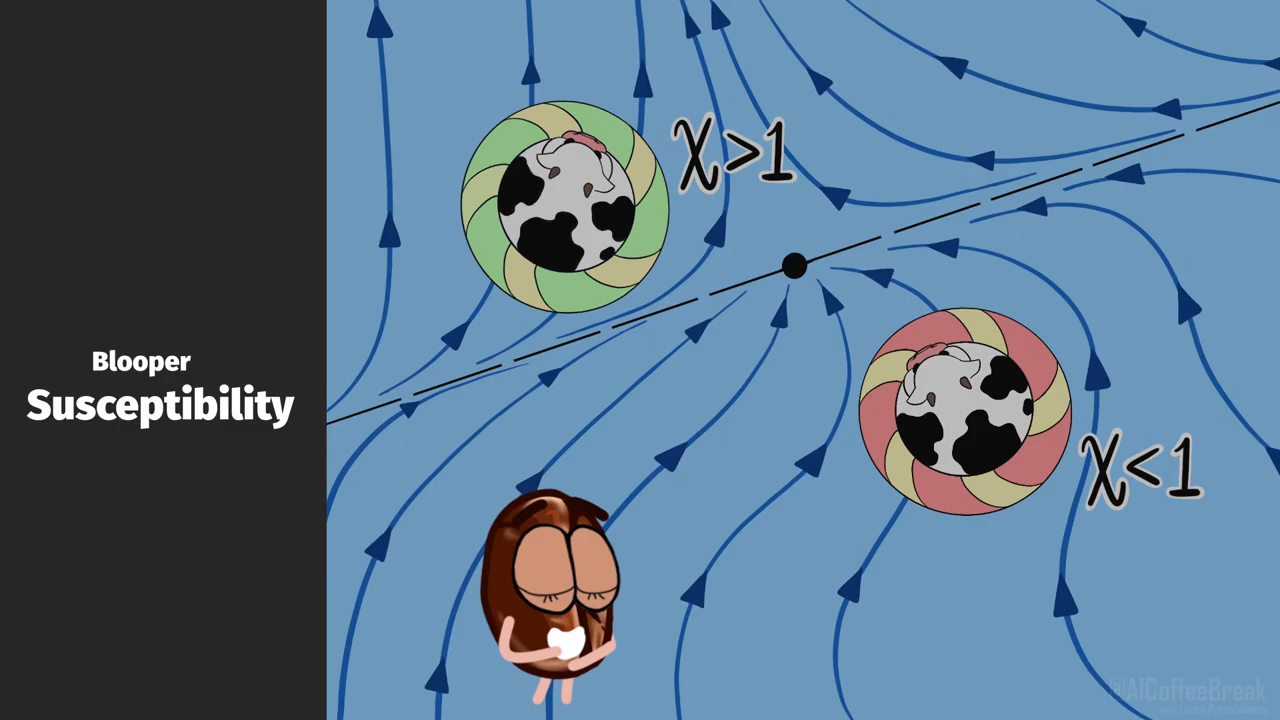 Blooper
Susceptibility
χ>1
χ<1
@AICoffeeBreak